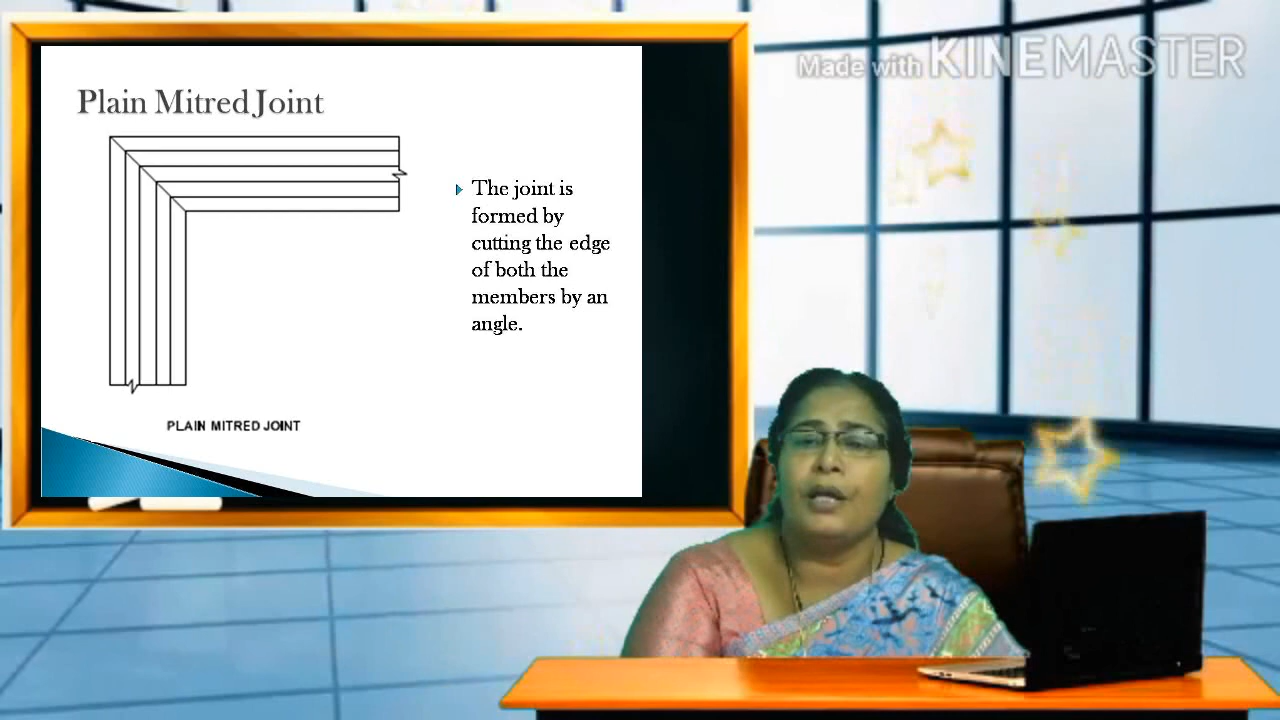 Made with KINEMASTER
Plain Mitred Joint
The joint is
formed by
cutting the edge
of both the
members by an
angle.
PLAIN MITRED JOINT